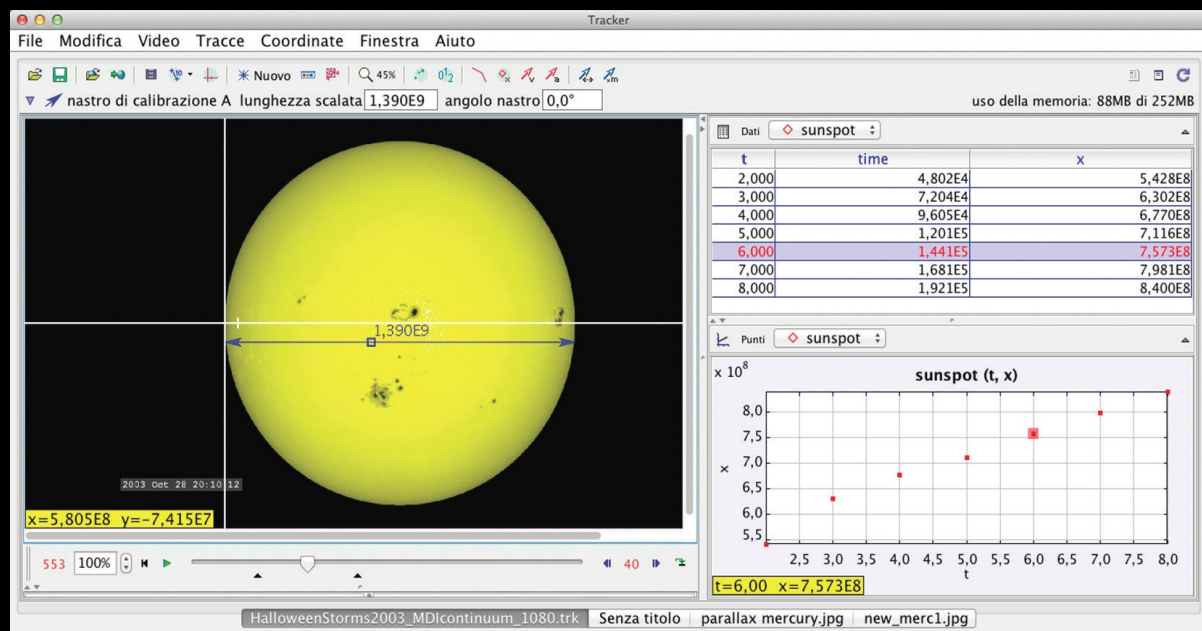 Tracker
File Modifica Video Tracce Coordinate Finestra Aiuto
Nuovo 45%
nastro di calibrazione A lunghezza scalata 1,390E9 angolo nastro 0,0° uso della memoria: 88MB di 252MB
Dati sunspot
t time x
2,000 4,802E4 5,428E8
3,000 7,204E4 6,302E8
4,000 9,605E4 6,770E8
5,000 1,201E5 7,116E8
6,000 1,441E5 7,573E8
7,000 1,681E5 7,981E8
8,000 1,921E5 8,400E8
1,390E9
2003 Oct 28 20:10:12
x=5,805E8 y=-7,415E7
Punti sunspot
x 10^8
sunspot (t, x)
x
8,0
7,5
7,0
6,5
6,0
5,5
2,5 3,0 3,5 4,0 4,5 5,0 5,5 6,0 6,5 7,0 7,5 8,0
t
t=6,00 x=7,573E8
553 100% 40
HalloweenStorms2003_MDIcontinuum_1080.trk Senza titolo parallax mercury.jpg new_merc1.jpg